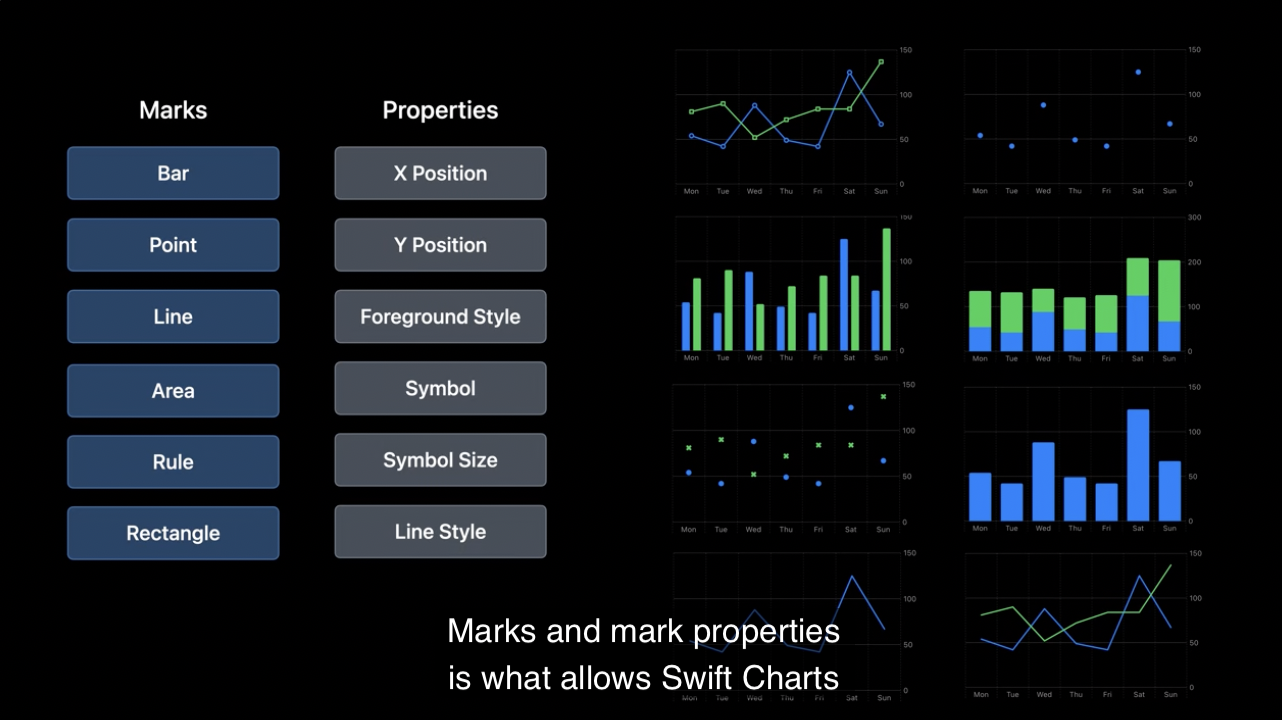 Marks
Bar
Point
Line
Area
Rule
Rectangle
Properties
X Position
Y Position
Foreground Style
Symbol
Symbol Size
Line Style
150
100
50
0
Mon Tue Wed Thu Fri Sat Sun
150
100
50
0
Mon Tue Wed Thu Fri Sat Sun
150
100
50
0
Mon Tue Wed Thu Fri Sat Sun
300
200
100
0
Mon Tue Wed Thu Fri Sat Sun
150
100
50
0
Mon Tue Wed Thu Fri Sat Sun
150
100
50
0
Mon Tue Wed Thu Fri Sat Sun
150
100
50
0
Mon Tue Wed Thu Fri Sat Sun
150
100
50
0
Mon Tue Wed Thu Fri Sat Sun
Marks and mark properties
is what allows Swift Charts